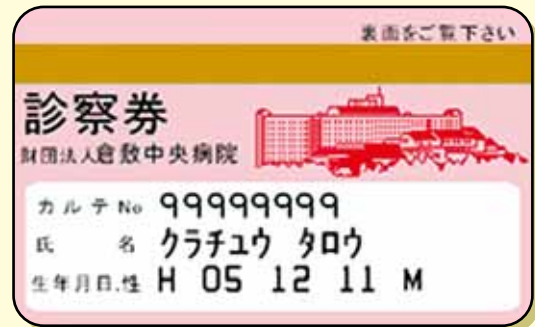 裏面をご覧下さい
診察券
財団法人倉敷中央病院
カルテNo 99999999
氏 名 クラチユウ タロウ
生年月日.性 H 05 12 11 M